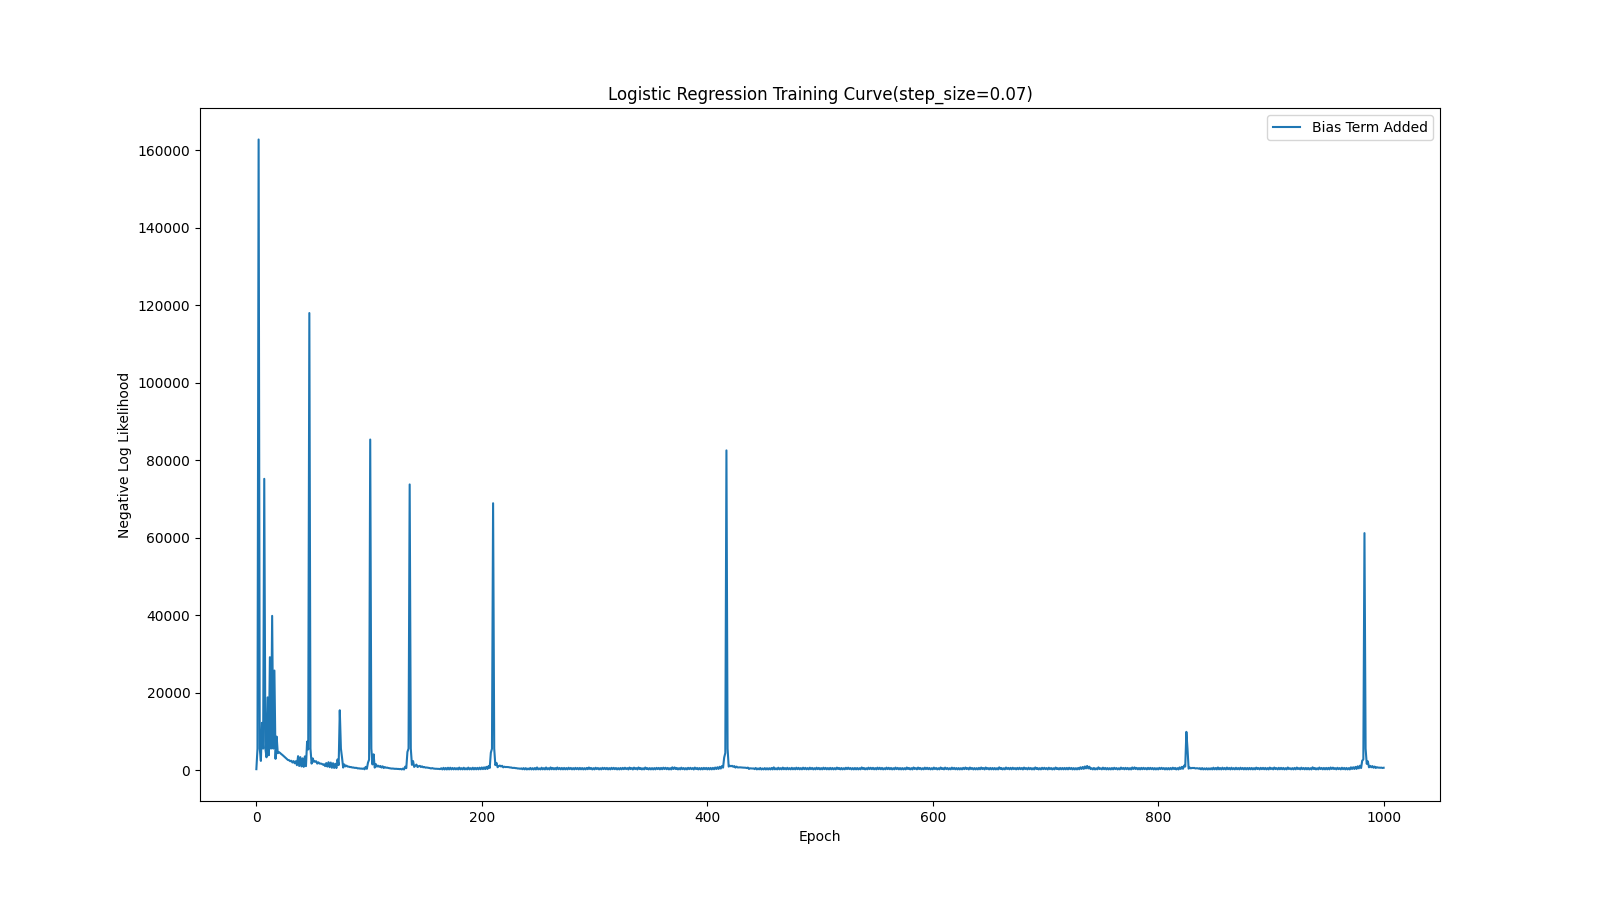 Logistic Regression Training Curve(step_size=0.07)
Bias Term Added
160000
140000
120000
100000
80000
60000
40000
20000
0
Negative Log Likelihood
0 200 400 600 800 1000
Epoch